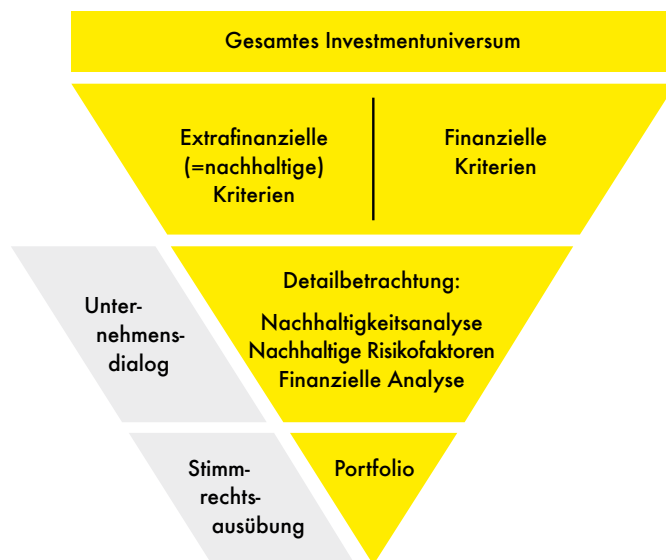 Gesamtes Investmentuniversum
Extrafinanzielle
(=nachhaltige)
Kriterien
Finanzielle
Kriterien
Detailbetrachtung:
Nachhaltigkeitsanalyse
Nachhaltige Risikofaktoren
Finanzielle Analyse
Unter-
nehmens-
dialog
Portfolio
Stimm-
rechts-
ausübung